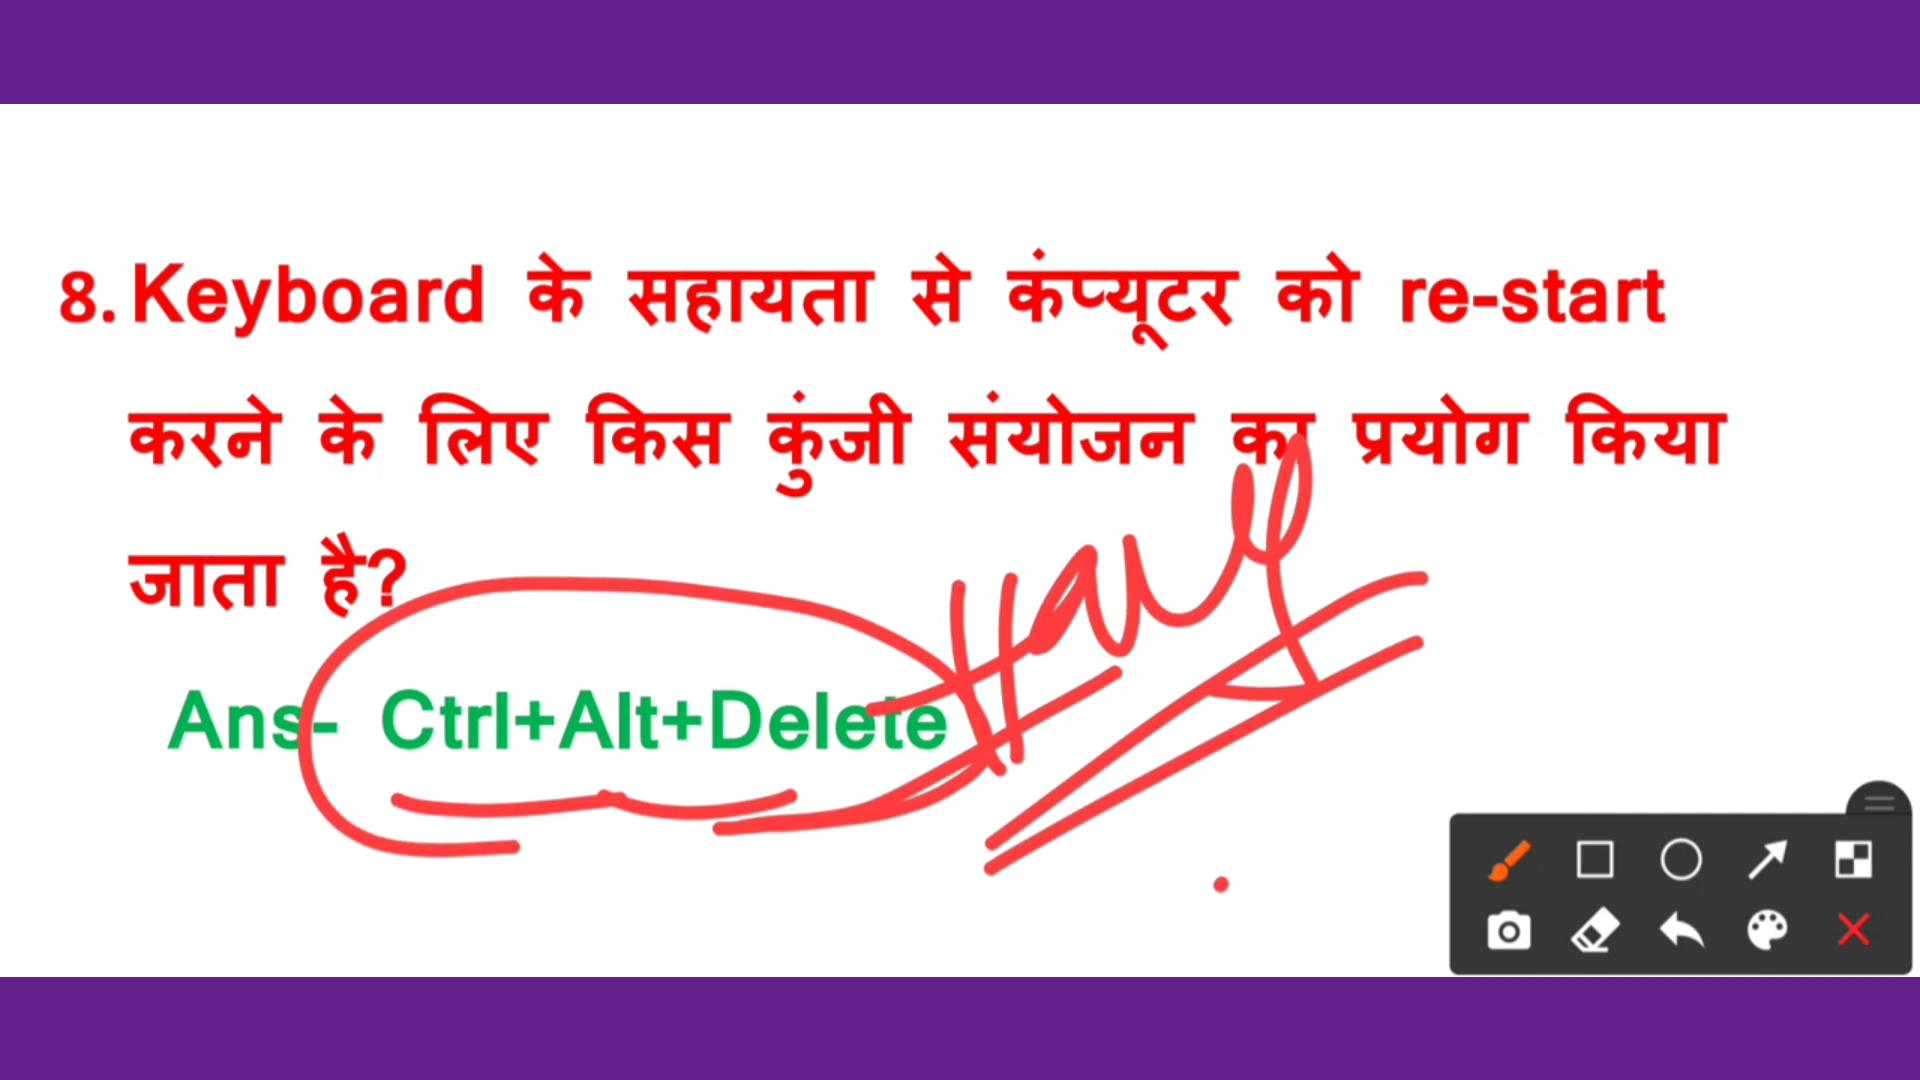 8. Keyboard के सहायता से कंप्यूटर को re-start
करने के लिए किस कुंजी संयोजन का प्रयोग किया
जाता है?
Ans- Ctrl+Alt+Delete